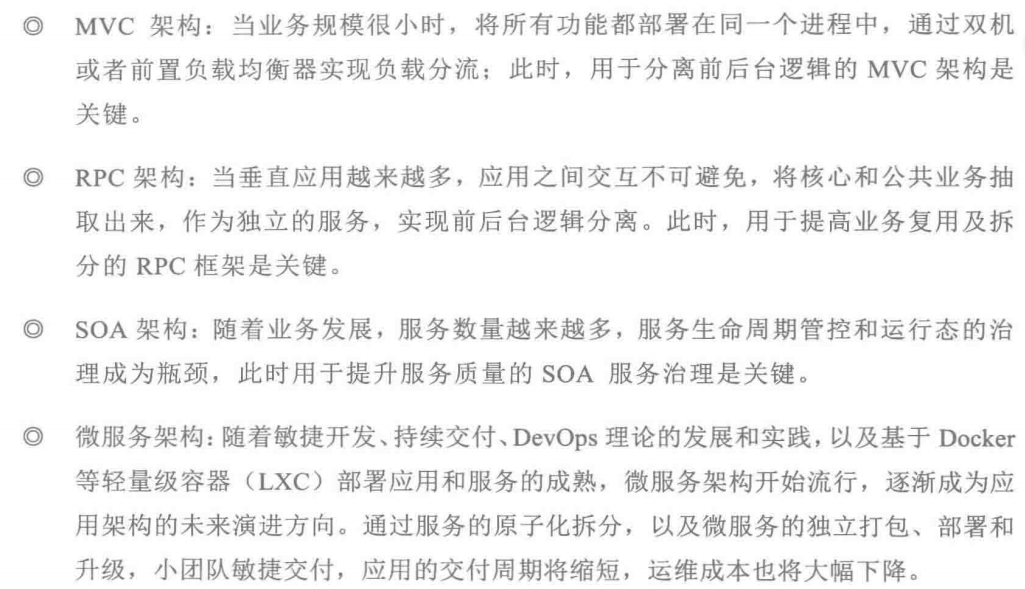 ◎ MVC 架构：当业务规模很小时，将所有功能都部署在同一个进程中，通过双机
或者前置负载均衡器实现负载分流；此时，用于分离前后台逻辑的 MVC 架构是
关键。
◎ RPC 架构：当垂直应用越来越多，应用之间交互不可避免，将核心和公共业务抽
取出来，作为独立的服务，实现前后台逻辑分离。此时，用于提高业务复用及拆
分的 RPC 框架是关键。
◎ SOA 架构：随着业务发展，服务数量越来越多，服务生命周期管控和运行态的治
理成为瓶颈，此时用于提升服务质量的 SOA 服务治理是关键。
◎ 微服务架构：随着敏捷开发、持续交付、DevOps 理论的发展和实践，以及基于 Docker
等轻量级容器（LXC）部署应用和服务的成熟，微服务架构开始流行，逐渐成为应
用架构的未来演进方向。通过服务的原子化拆分，以及微服务的独立打包、部署和
升级，小团队敏捷交付，应用的交付周期将缩短，运维成本也将大幅下降。